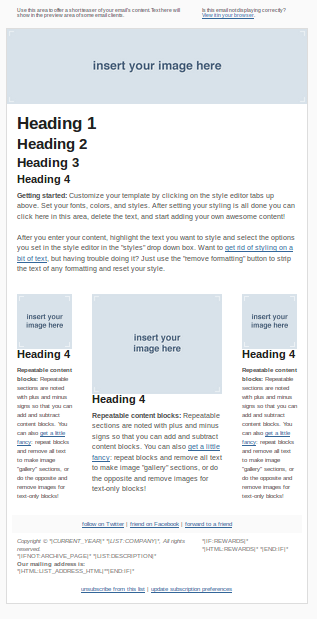 Use this area to offer a short teaser of your email's content. Text here will
show in the preview area of some email clients.
Is this email not displaying correctly?
View it in your browser.
insert your image here
Heading 1
Heading 2
Heading 3
Heading 4
Getting started: Customize your template by clicking on the style editor tabs up
above. Set your fonts, colors, and styles. After setting your styling is all done you can
click here in this area, delete the text, and start adding your own awesome content!
After you enter your content, highlight the text you want to style and select the options
you set in the style editor in the "styles" drop down box. Want to get rid of styling on a
bit of text, but having trouble doing it? Just use the "remove formatting" button to strip
the text of any formatting and reset your style.
insert your
image here
Heading 4
Repeatable content
blocks: Repeatable
sections are noted
with plus and minus
signs so that you can
add and subtract
content blocks. You
can also get a little
fancy: repeat blocks
and remove all text
to make image
"gallery" sections, or
do the opposite and
remove images for
text-only blocks!
insert your
image here
Heading 4
Repeatable content blocks: Repeatable
sections are noted with plus and minus
signs so that you can add and subtract
content blocks. You can also get a little
fancy: repeat blocks and remove all text
to make image "gallery" sections, or do
the opposite and remove images for
text-only blocks!
insert your
image here
Heading 4
Repeatable content
blocks: Repeatable
sections are noted
with plus and minus
signs so that you can
add and subtract
content blocks. You
can also get a little
fancy: repeat blocks
and remove all text
to make image
"gallery" sections, or
do the opposite and
remove images for
text-only blocks!
follow on Twitter | friend on Facebook | forward to a friend
Copyright © *|CURRENT_YEAR|* *|LIST:COMPANY|*, All rights
reserved.
*|IFNOT:ARCHIVE_PAGE|* *|LIST:DESCRIPTION|*
Our mailing address is:
*|HTML:LIST_ADDRESS_HTML|**|END:IF|*
*|IF:REWARDS|*
*|HTML:REWARDS|* *|END:IF|*
unsubscribe from this list | update subscription preferences